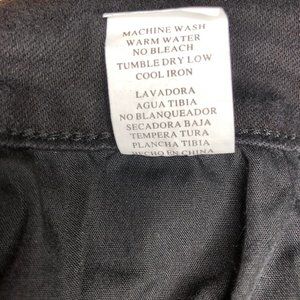 MACHINE WASH
WARM WATER
NO BLEACH
TUMBLE DRY LOW
COOL IRON
LAVADORA
AGUA TIBIA
NO BLANQUEADOR
SECADORA BAJA
TEMPERA TURA
PLANCHA TIBIA
HECHO EN CHINA